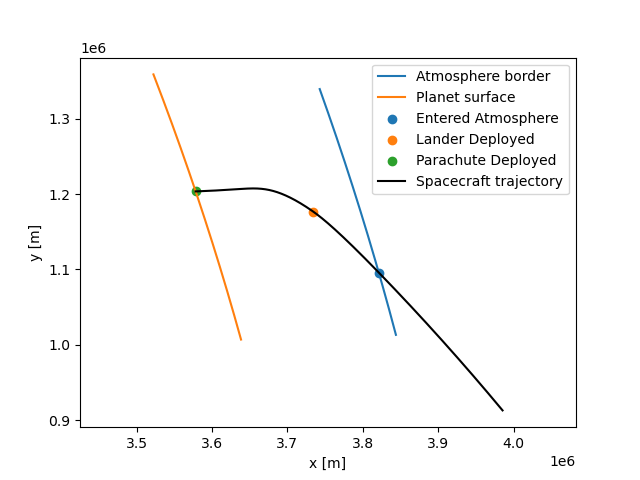 1e6
Atmosphere border
Planet surface
Entered Atmosphere
Lander Deployed
Parachute Deployed
Spacecraft trajectory
1.3
1.2
1.1
1.0
0.9
y [m]
3.5 3.6 3.7 3.8 3.9 4.0
x [m]
1e6